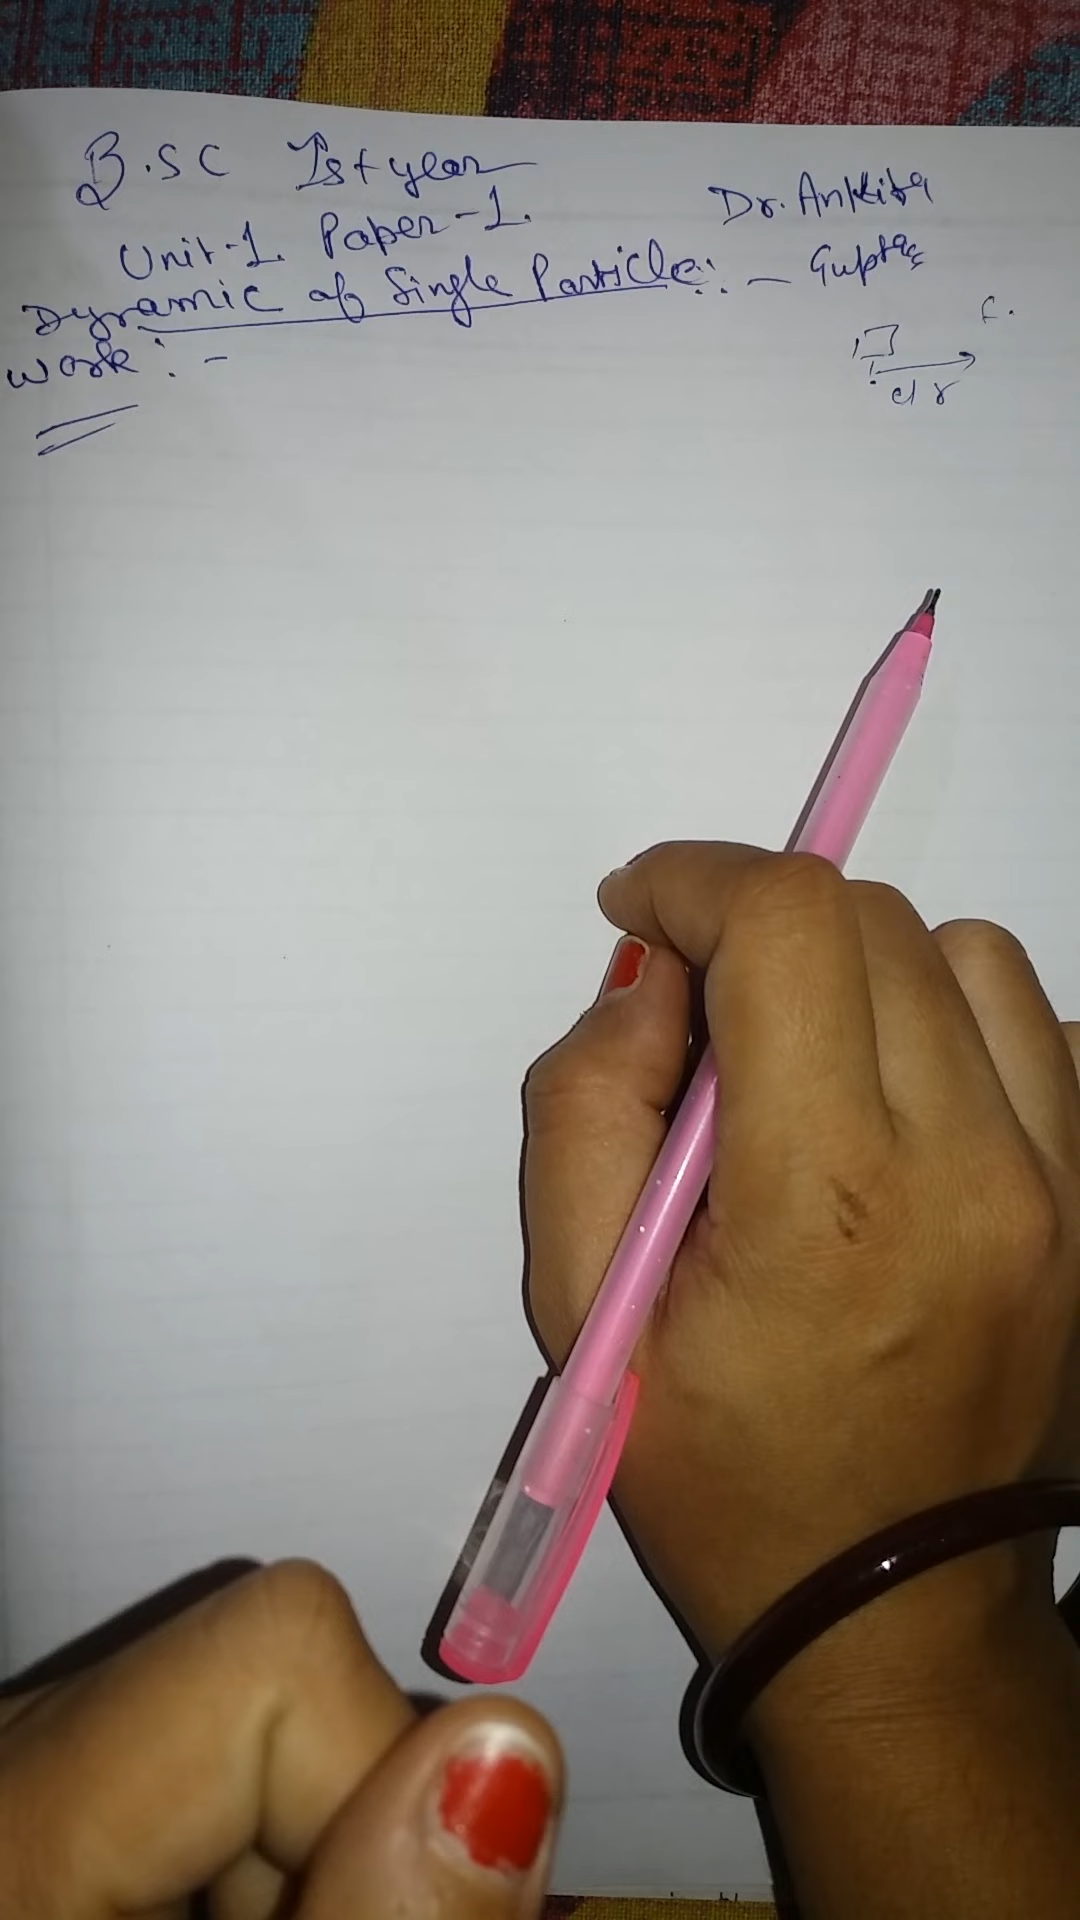 B.SC Ist year
Unit-1. Paper-1.
Dr. Ankita Gupta
Dynamic of Single Particle:-
Work:-
F.
dr